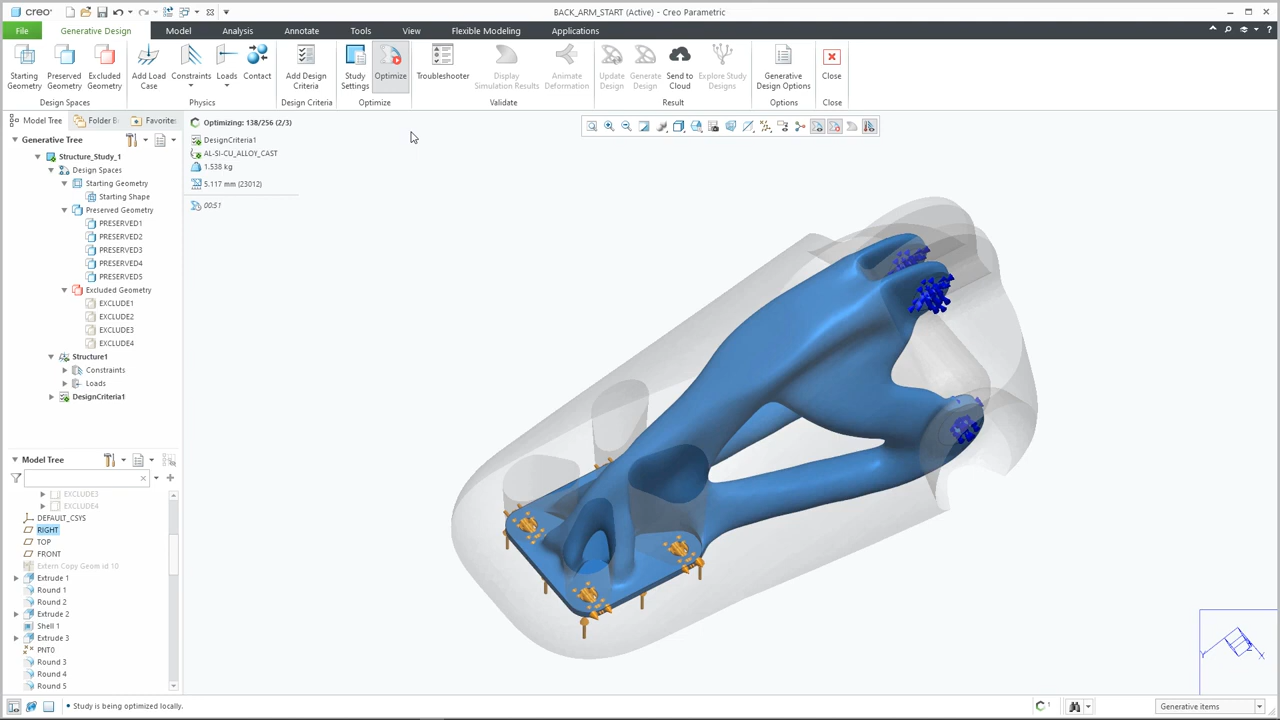 creo
BACK_ARM_START (Active) - Creo Parametric
File
Generative Design
Model
Analysis
Annotate
Tools
View
Flexible Modeling
Applications
Starting Geometry
Preserved Geometry
Excluded Geometry
Add Load Case
Constraints
Loads
Contact
Add Design Criteria
Study Settings
Optimize
Troubleshooter
Display Simulation Results
Animate Deformation
Update Design
Generate Design
Send to Cloud
Explore Study Designs
Generative Design Options
Close
Design Spaces
Physics
Design Criteria
Optimize
Validate
Result
Options
Close
Model Tree
Folder B
Favorite
Generative Tree
Structure_Study_1
Design Spaces
Starting Geometry
Starting Shape
Preserved Geometry
PRESERVED1
PRESERVED2
PRESERVED3
PRESERVED4
PRESERVED5
Excluded Geometry
EXCLUDE1
EXCLUDE2
EXCLUDE3
EXCLUDE4
Structure1
Constraints
Loads
DesignCriteria1
Optimizing: 138/256 (2/3)
DesignCriteria1
AL-SI-CU_ALLOY_CAST
1.538 kg
5.117 mm (23012)
00:51
Model Tree
EXCLUDE3
EXCLUDE4
DEFAULT_CSYS
RIGHT
TOP
FRONT
Extern Copy Geom id 10
Extrude 1
Round 1
Round 2
Extrude 2
Shell 1
Extrude 3
PNT0
Round 3
Round 4
Round 5
Y
Z
X
• Study is being optimized locally.
1
Generative items